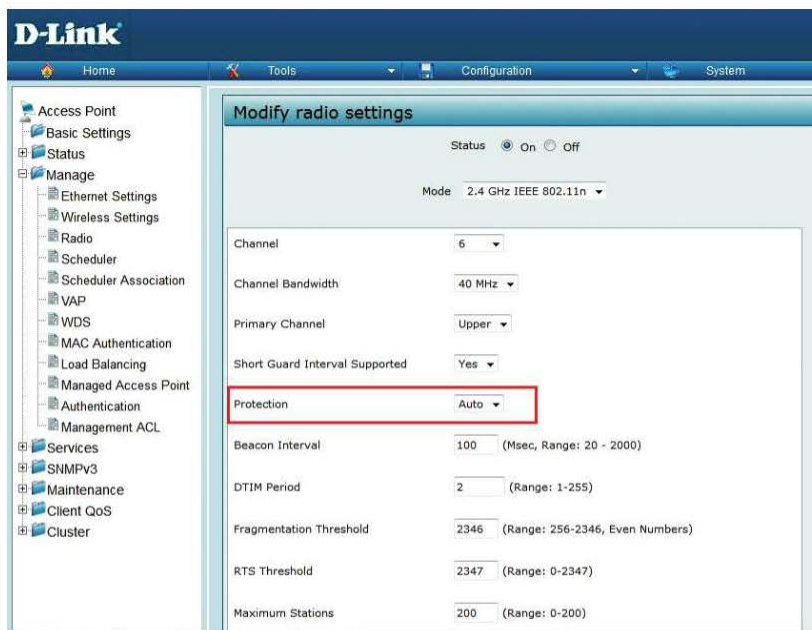 D-Link
Home Tools Configuration System
Access Point
Basic Settings
Status
Manage
Ethernet Settings
Wireless Settings
Radio
Scheduler
Scheduler Association
VAP
WDS
MAC Authentication
Load Balancing
Managed Access Point
Authentication
Management ACL
Services
SNMPv3
Maintenance
Client QoS
Cluster
Modify radio settings
Status On Off
Mode 2.4 GHz IEEE 802.11n
Channel 6
Channel Bandwidth 40 MHz
Primary Channel Upper
Short Guard Interval Supported Yes
Protection Auto
Beacon Interval 100 (Msec, Range: 20 - 2000)
DTIM Period 2 (Range: 1-255)
Fragmentation Threshold 2346 (Range: 256-2346, Even Numbers)
RTS Threshold 2347 (Range: 0-2347)
Maximum Stations 200 (Range: 0-200)